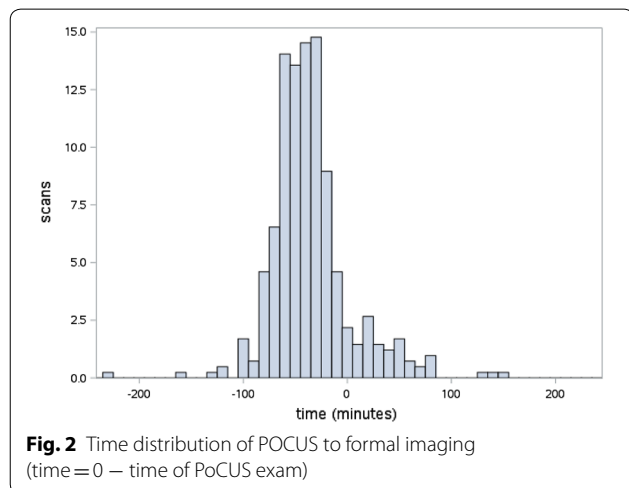 15.0
12.5
10.0
7.5
5.0
2.5
0.0
scans
-200 -100 0 100 200
time (minutes)
Fig. 2 Time distribution of POCUS to formal imaging
(time = 0 − time of PoCUS exam)